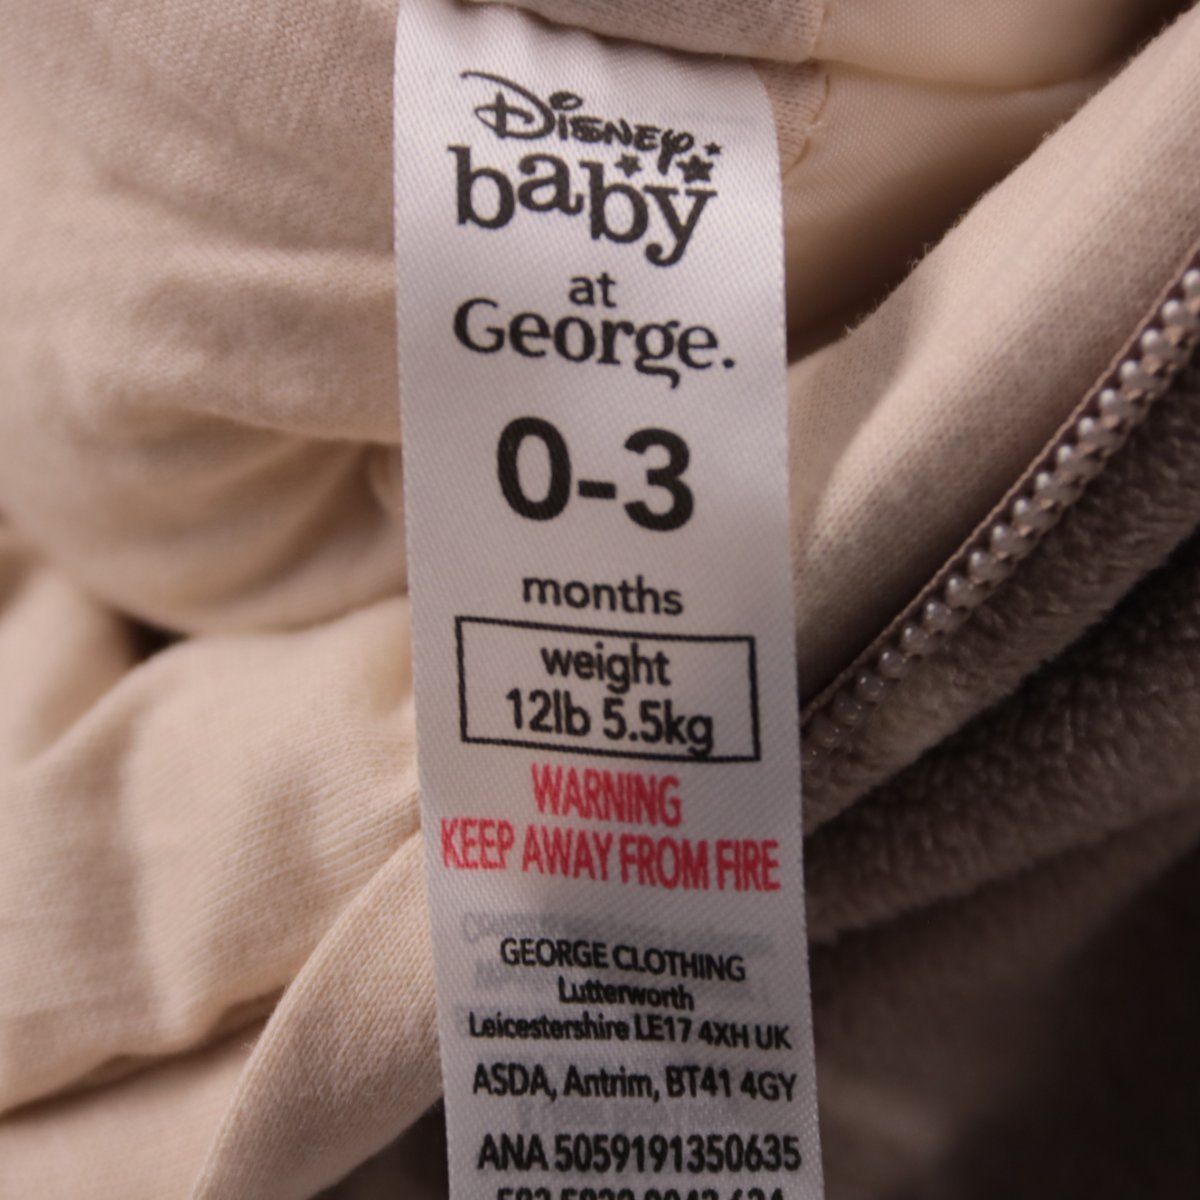 Disney
baby
at
George.
0-3
months
weight
12lb 5.5kg
WARNING
KEEP AWAY FROM FIRE
GEORGE CLOTHING
Lutterworth
Leicestershire LE17 4XH UK
ASDA, Antrim, BT41 4GY
ANA 5059191350635